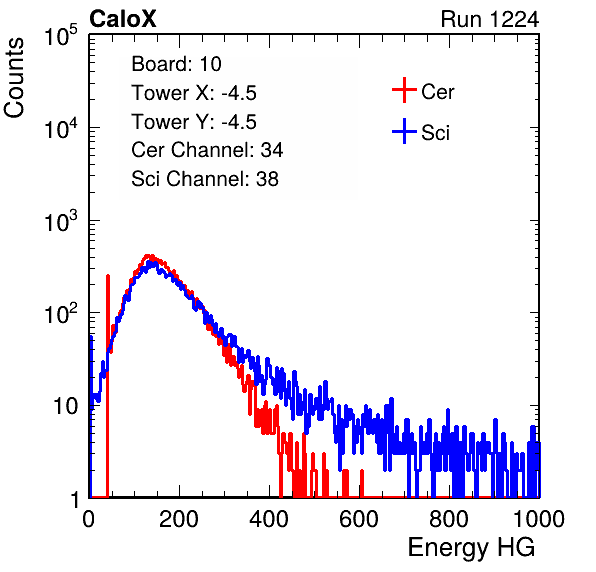 CaloX Run 1224
Counts
Board: 10
Tower X: -4.5
Tower Y: -4.5
Cer Channel: 34
Sci Channel: 38
Cer
Sci
10^5
10^4
10^3
10^2
10
1
0 200 400 600 800 1000
Energy HG